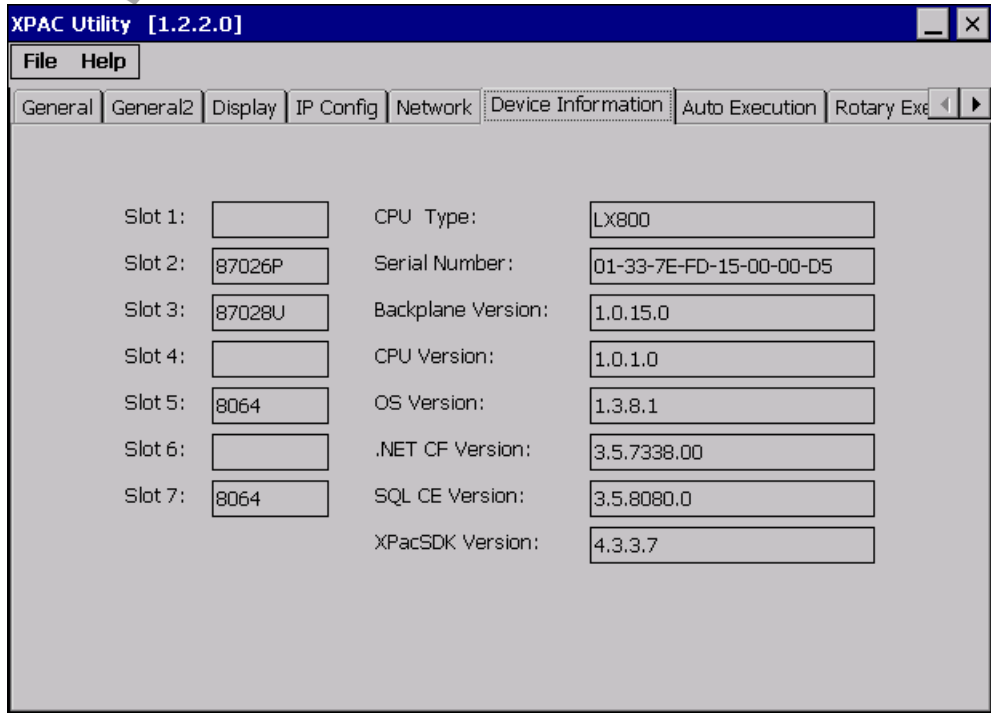 XPAC Utility [1.2.2.0]
File Help
General General2 Display IP Config Network Device Information Auto Execution Rotary Exe
Slot 1: CPU Type: LX800
Slot 2: 87026P Serial Number: 01-33-7E-FD-15-00-00-D5
Slot 3: 87028U Backplane Version: 1.0.15.0
Slot 4: CPU Version: 1.0.1.0
Slot 5: 8064 OS Version: 1.3.8.1
Slot 6: .NET CF Version: 3.5.7338.00
Slot 7: 8064 SQL CE Version: 3.5.8080.0
XPacSDK Version: 4.3.3.7